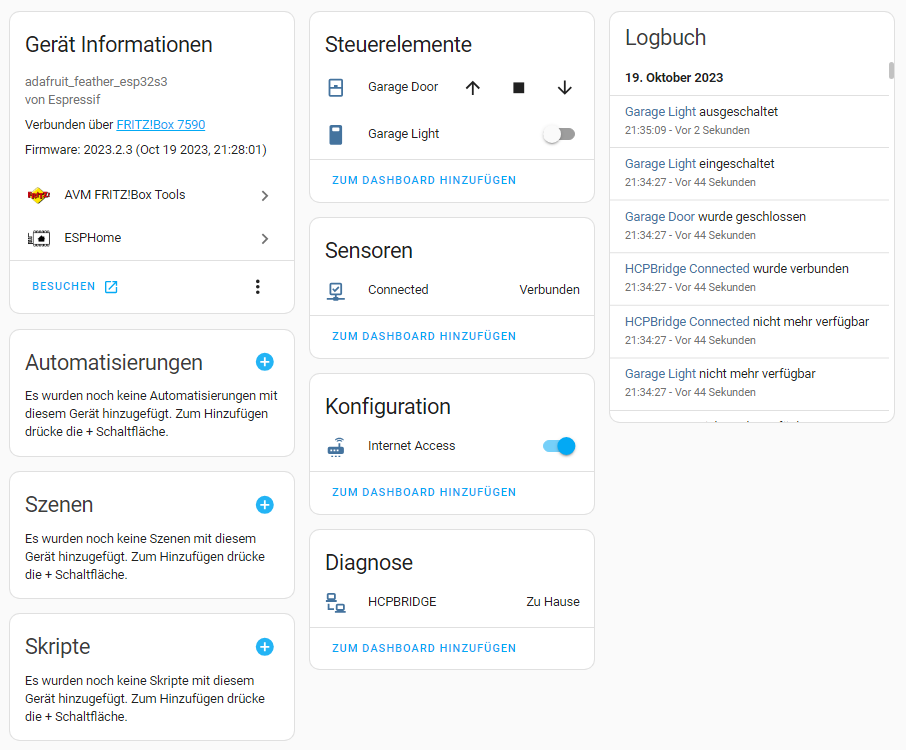 Gerät Informationen
adafruit_feather_esp32s3
von Espressif
Verbunden über FRITZ!Box 7590
Firmware: 2023.2.3 (Oct 19 2023, 21:28:01)
FRITZ!
AVM FRITZ!Box Tools
ESPHome
BESUCHEN
Automatisierungen
Es wurden noch keine Automatisierungen mit
diesem Gerät hinzugefügt. Zum Hinzufügen
drücke die + Schaltfläche.
Szenen
Es wurden noch keine Szenen mit diesem
Gerät hinzugefügt. Zum Hinzufügen drücke
die + Schaltfläche.
Skripte
Es wurden noch keine Skripte mit diesem
Gerät hinzugefügt. Zum Hinzufügen drücke
die + Schaltfläche.
Steuerelemente
Garage Door
Garage Light
ZUM DASHBOARD HINZUFÜGEN
Sensoren
Connected Verbunden
ZUM DASHBOARD HINZUFÜGEN
Konfiguration
Internet Access
ZUM DASHBOARD HINZUFÜGEN
Diagnose
HCPBRIDGE Zu Hause
ZUM DASHBOARD HINZUFÜGEN
Logbuch
19. Oktober 2023
Garage Light ausgeschaltet
21:35:09 - Vor 2 Sekunden
Garage Light eingeschaltet
21:34:27 - Vor 44 Sekunden
Garage Door wurde geschlossen
21:34:27 - Vor 44 Sekunden
HCPBridge Connected wurde verbunden
21:34:27 - Vor 44 Sekunden
HCPBridge Connected nicht mehr verfügbar
21:34:27 - Vor 44 Sekunden
Garage Light nicht mehr verfügbar
21:34:27 - Vor 44 Sekunden